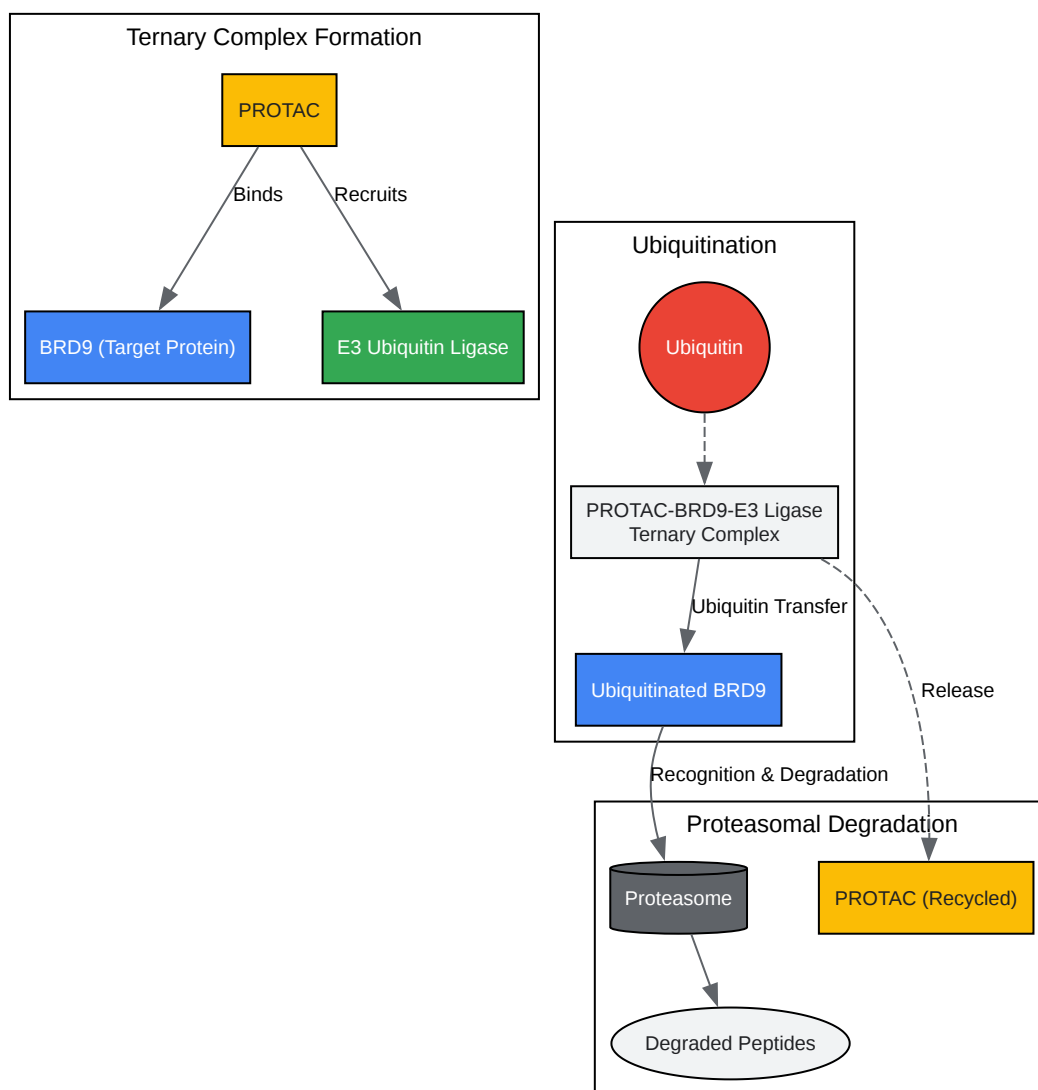 Ternary Complex Formation
PROTAC
Binds
Recruits
BRD9 (Target Protein)
E3 Ubiquitin Ligase
Ubiquitination
Ubiquitin
PROTAC-BRD9-E3 Ligase
Ternary Complex
Ubiquitin Transfer
Ubiquitinated BRD9
Release
Recognition & Degradation
Proteasomal Degradation
Proteasome
PROTAC (Recycled)
Degraded Peptides